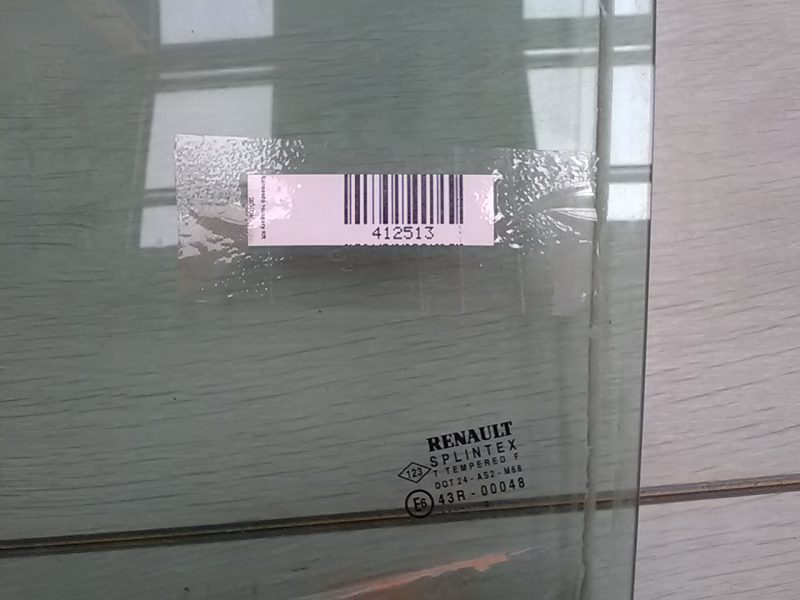 412513
RENAULT
SPLINTEX
123
T TEMPERED F
DOT 24 - AS2 - M68
E6
43R - 00048